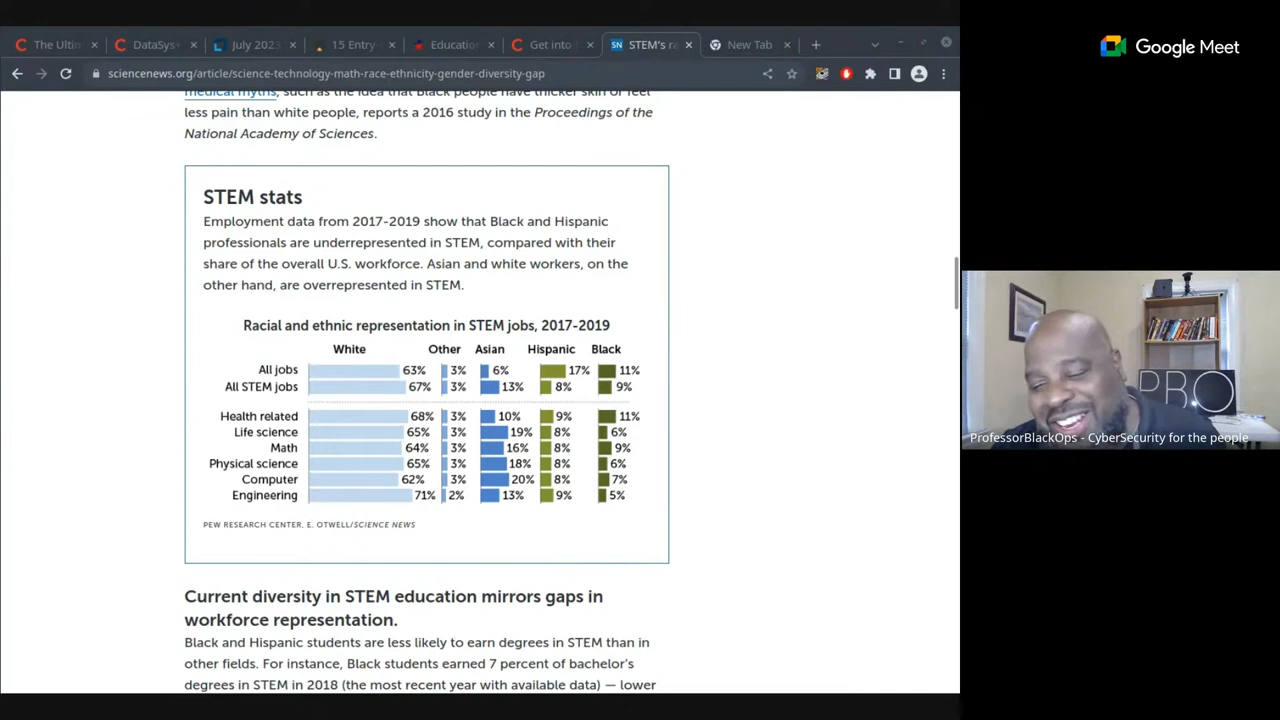 The Ultin
DataSys+
July 2023
15 Entry-
Education
Get into I
SN
STEM's ra
New Tab
Google Meet
sciencenews.org/article/science-technology-math-race-ethnicity-gender-diversity-gap
medical myths, such as the idea that Black people have thicker skin or feel
less pain than white people, reports a 2016 study in the Proceedings of the
National Academy of Sciences.
STEM stats
Employment data from 2017-2019 show that Black and Hispanic
professionals are underrepresented in STEM, compared with their
share of the overall U.S. workforce. Asian and white workers, on the
other hand, are overrepresented in STEM.
Racial and ethnic representation in STEM jobs, 2017-2019
White Other Asian Hispanic Black
All jobs 63% 3% 6% 17% 11%
All STEM jobs 67% 3% 13% 8% 9%
Health related 68% 3% 10% 9% 11%
Life science 65% 3% 19% 8% 6%
Math 64% 3% 16% 8% 9%
Physical science 65% 3% 18% 8% 6%
Computer 62% 3% 20% 8% 7%
Engineering 71% 2% 13% 9% 5%
PEW RESEARCH CENTER, E. OTWELL/SCIENCE NEWS
PRO
ProfessorBlackOps - CyberSecurity for the people
Current diversity in STEM education mirrors gaps in
workforce representation.
Black and Hispanic students are less likely to earn degrees in STEM than in
other fields. For instance, Black students earned 7 percent of bachelor's
degrees in STEM in 2018 (the most recent year with available data) — lower